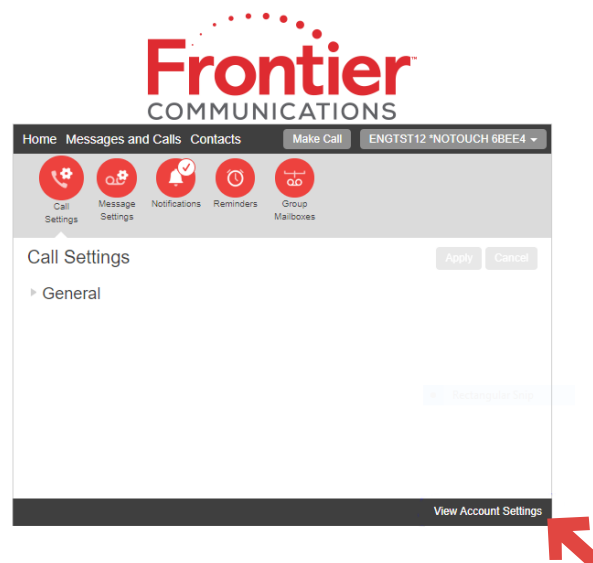 Frontier
COMMUNICATIONS
Home Messages and Calls Contacts Make Call ENGTST12 *NOTOUCH 6BEE4
Call Settings
Message Settings
Notifications
Reminders
Group Mailboxes
Call Settings Apply Cancel
General
View Account Settings